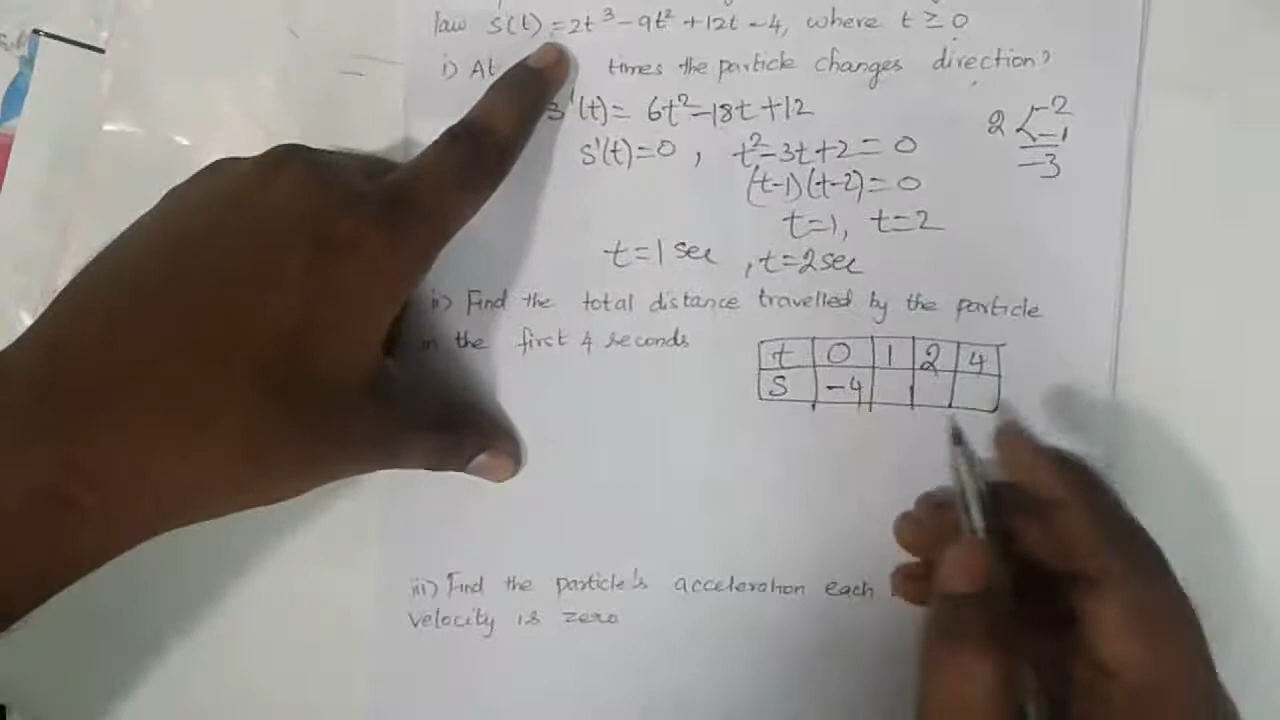 law s(t) = 2t³ - 9t² + 12t - 4, where t ≥ 0
i) At times the particle changes direction?
s'(t) = 6t² - 18t + 12
s'(t) = 0, t² - 3t + 2 = 0
(t-1)(t-2) = 0
t=1, t=2
t=1 sec, t=2 sec
2 < -2
-1
-3
ii) Find the total distance travelled by the particle
in the first 4 seconds
t 0 1 2 4
S -4
iii) Find the particle's acceleration each
velocity is zero